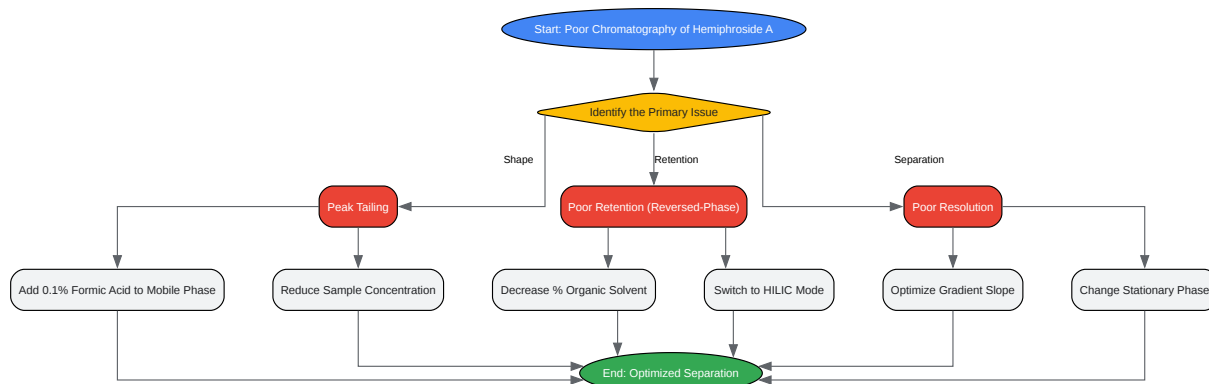 Start: Poor Chromatography of Hemiphroside A
Identify the Primary Issue
Shape
Retention
Separation
Peak Tailing
Poor Retention (Reversed-Phase)
Poor Resolution
Add 0.1% Formic Acid to Mobile Phase
Reduce Sample Concentration
Decrease % Organic Solvent
Switch to HILIC Mode
Optimize Gradient Slope
Change Stationary Phase
End: Optimized Separation